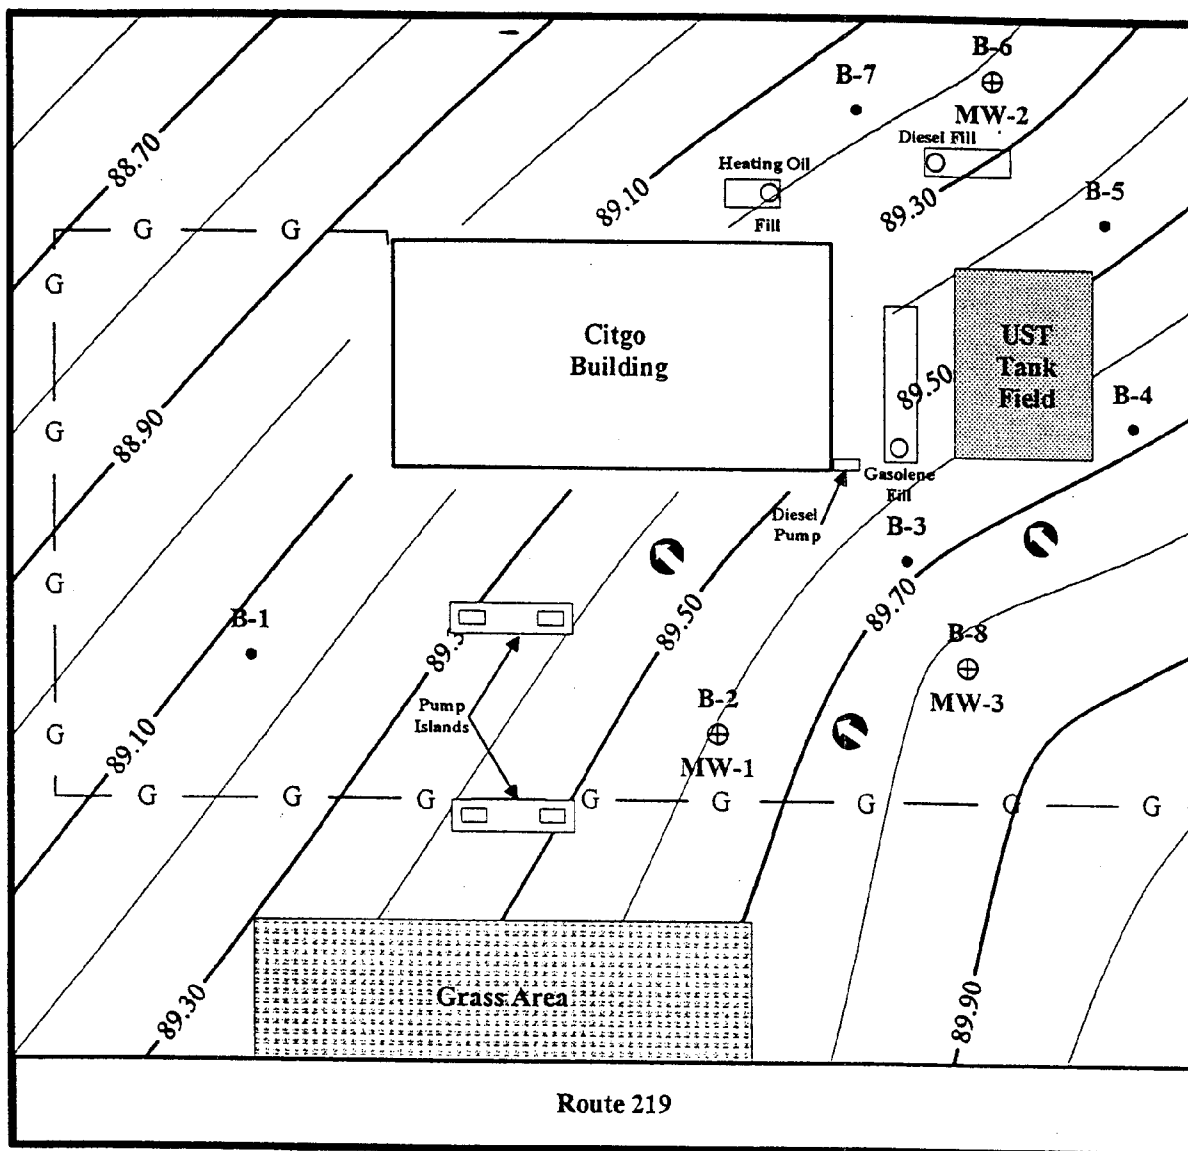 B-6
B-7
MW-2
Diesel Fill
88.70
Heating Oil
89.10
89.30
B-5
Fill
G
G
G
UST
Tank
Field
Citgo
Building
89.50
B-4
88.90
G
Gasolene
Fill
Diesel
Pump
B-3
G
89.70
89.50
B-1
B-8
MW-3
89.3
Pump
Islands
B-2
89.10
G
MW-1
G
G
G
G
G
G
G
G
Grass Area
89.30
89.90
Route 219